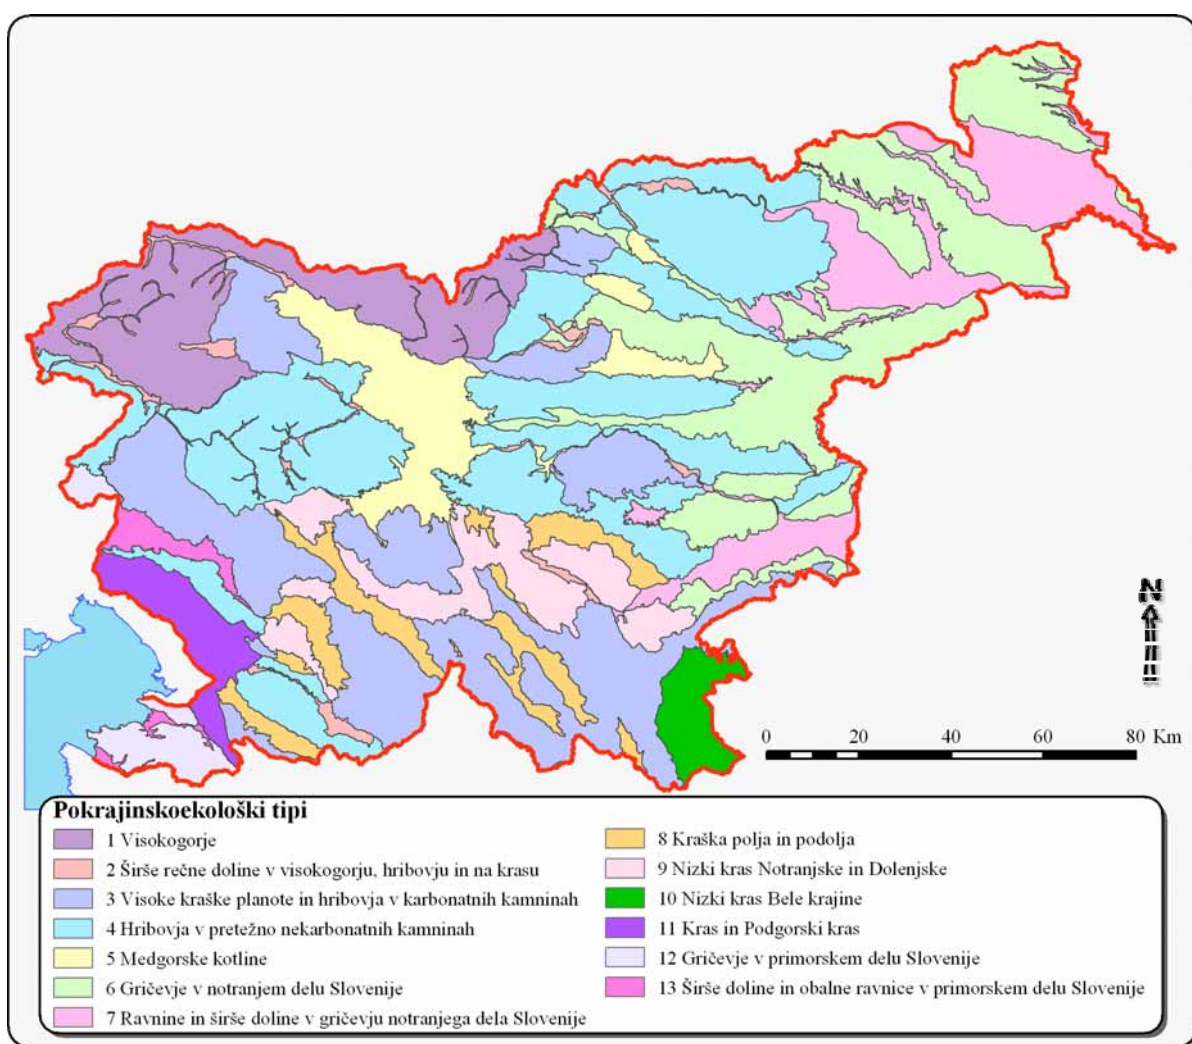 N
0 20 40 60 80 Km
Pokrajinskoekološki tipi
1 Visokogorje
2 Širše rečne doline v visokogorju, hribovju in na krasu
3 Visoke kraške planote in hribovja v karbonatnih kamninah
4 Hribovja v pretežno nekarbonatnih kamninah
5 Medgorske kotline
6 Gričevje v notranjem delu Slovenije
7 Ravnine in širše doline v gričevju notranjega dela Slovenije
8 Kraška polja in podolja
9 Nizki kras Notranjske in Dolenjske
10 Nizki kras Bele krajine
11 Kras in Podgorski kras
12 Gričevje v primorskem delu Slovenije
13 Širše doline in obalne ravnice v primorskem delu Slovenije